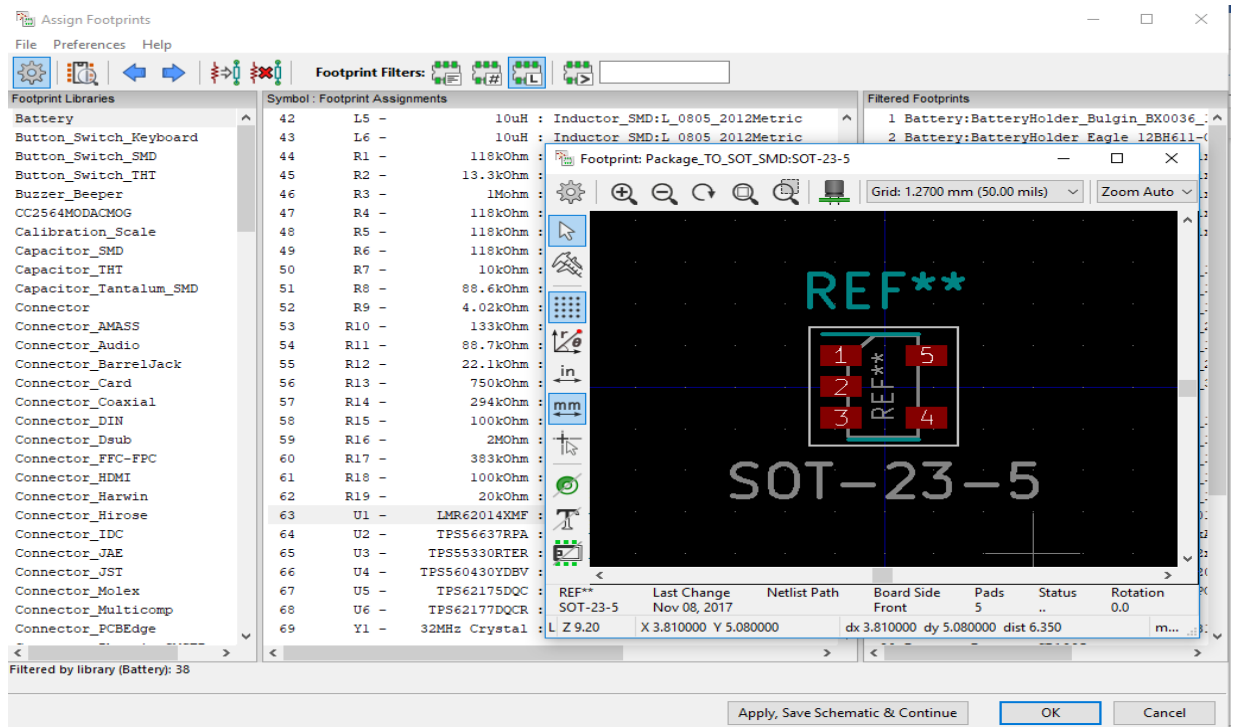 Assign Footprints
File Preferences Help
Footprint Filters:
Footprint Libraries
Battery
Button_Switch_Keyboard
Button_Switch_SMD
Button_Switch_THT
Buzzer_Beeper
CC2564MODACMOG
Calibration_Scale
Capacitor_SMD
Capacitor_THT
Capacitor_Tantalum_SMD
Connector
Connector_AMASS
Connector_Audio
Connector_BarrelJack
Connector_Card
Connector_Coaxial
Connector_DIN
Connector_Dsub
Connector_FFC-FPC
Connector_HDMI
Connector_Harwin
Connector_Hirose
Connector_IDC
Connector_JAE
Connector_JST
Connector_Molex
Connector_Multicomp
Connector_PCBEdge
Symbol : Footprint Assignments
42 L5 - 10uH : Inductor_SMD:L_0805_2012Metric
43 L6 - 10uH : Inductor_SMD:L_0805_2012Metric
44 R1 - 118kOhm :
45 R2 - 13.3kOhm :
46 R3 - 1Mohm :
47 R4 - 118kOhm :
48 R5 - 118kOhm :
49 R6 - 118kOhm :
50 R7 - 10kOhm :
51 R8 - 88.6kOhm :
52 R9 - 4.02kOhm :
53 R10 - 133kOhm :
54 R11 - 88.7kOhm :
55 R12 - 22.1kOhm :
56 R13 - 750kOhm :
57 R14 - 294kOhm :
58 R15 - 100kOhm :
59 R16 - 2MOhm :
60 R17 - 383kOhm :
61 R18 - 100kOhm :
62 R19 - 20kOhm :
63 U1 - LMR62014XMF :
64 U2 - TPS56637RPA :
65 U3 - TPS55330RTER :
66 U4 - TPS560430YDBV :
67 U5 - TPS62175DQC :
68 U6 - TPS62177DQCR :
69 Y1 - 32MHz Crystal :
Filtered Footprints
1 Battery:BatteryHolder_Bulgin_BX0036_
2 Battery:BatteryHolder_Eagle_12BH611-
Footprint: Package_TO_SOT_SMD:SOT-23-5
Grid: 1.2700 mm (50.00 mils) Zoom Auto
in
mm
REF**
1 5
2
3 4
REF**
SOT-23-5
REF** Last Change Netlist Path Board Side Pads Status Rotation
SOT-23-5 Nov 08, 2017 Front 5 .. 0.0
Z 9.20 X 3.810000 Y 5.080000 dx 3.810000 dy 5.080000 dist 6.350 m...
Filtered by library (Battery): 38
Apply, Save Schematic & Continue OK Cancel